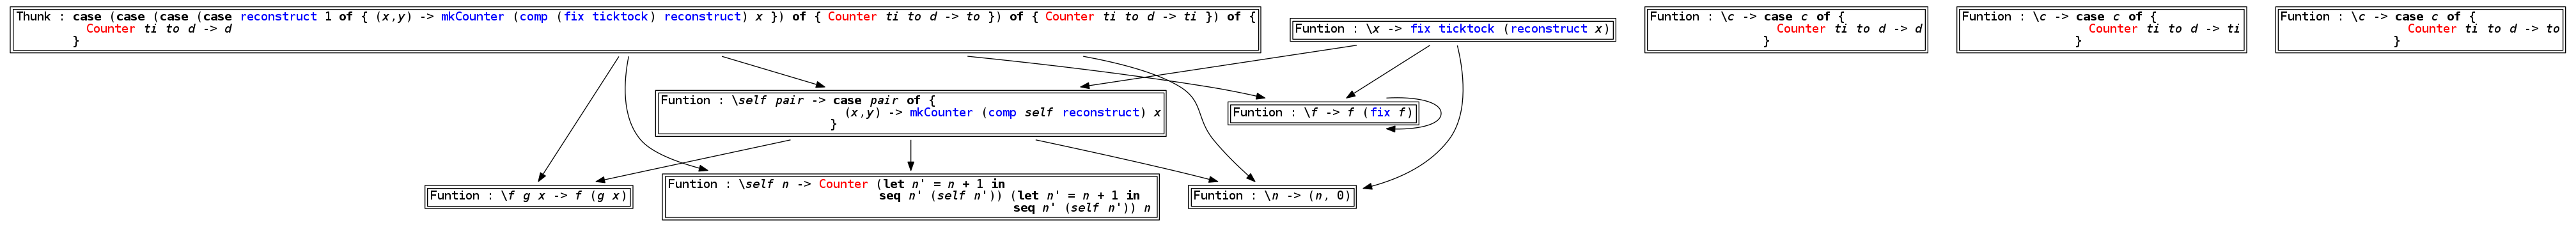 Thunk : case (case (case (case reconstruct 1 of { (x,y) -> mkCounter (comp (fix ticktock) reconstruct) x }) of { Counter ti to d -> to }) of { Counter ti to d -> ti }) of {
Counter ti to d -> d
}
Funtion : \x -> fix ticktock (reconstruct x)
Funtion : \c -> case c of {
Counter ti to d -> d
}
Funtion : \c -> case c of {
Counter ti to d -> ti
}
Funtion : \c -> case c of {
Counter ti to d -> to
}
Funtion : \self pair -> case pair of {
(x,y) -> mkCounter (comp self reconstruct) x
}
Funtion : \f -> f (fix f)
Funtion : \f g x -> f (g x)
Funtion : \self n -> Counter (let n' = n + 1 in
seq n' (self n')) (let n' = n + 1 in
seq n' (self n')) n
Funtion : \n -> (n, 0)